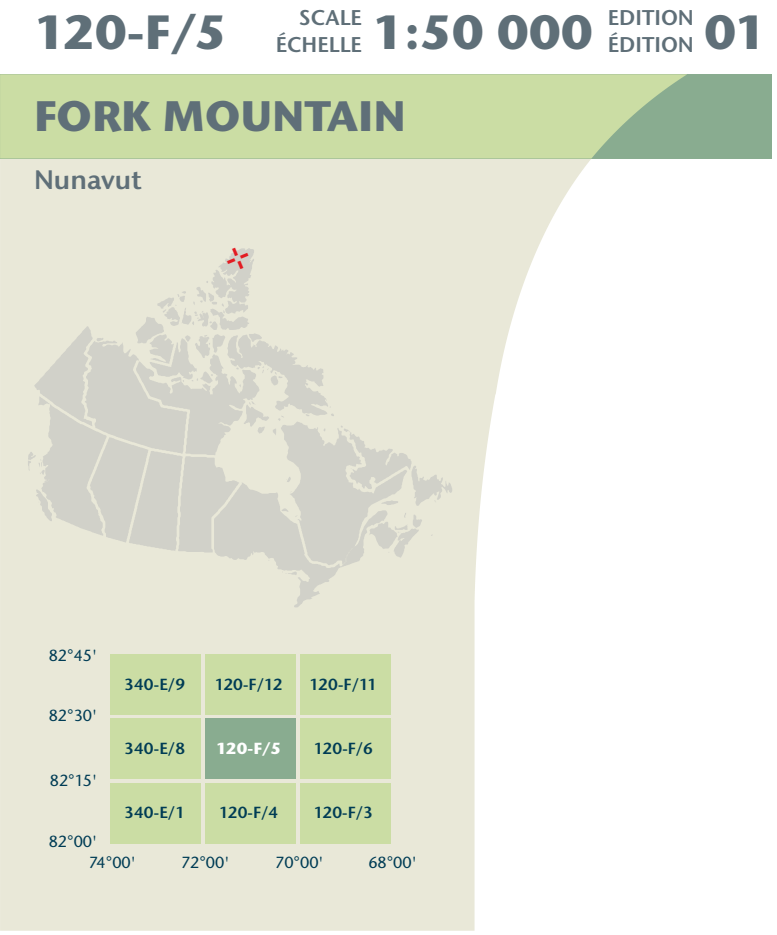 120-F/5 SCALE ÉCHELLE 1:50 000 EDITION ÉDITION 01
FORK MOUNTAIN
Nunavut
82°45'
340-E/9 120-F/12 120-F/11
82°30'
340-E/8 120-F/5 120-F/6
82°15'
340-E/1 120-F/4 120-F/3
82°00'
74°00' 72°00' 70°00' 68°00'